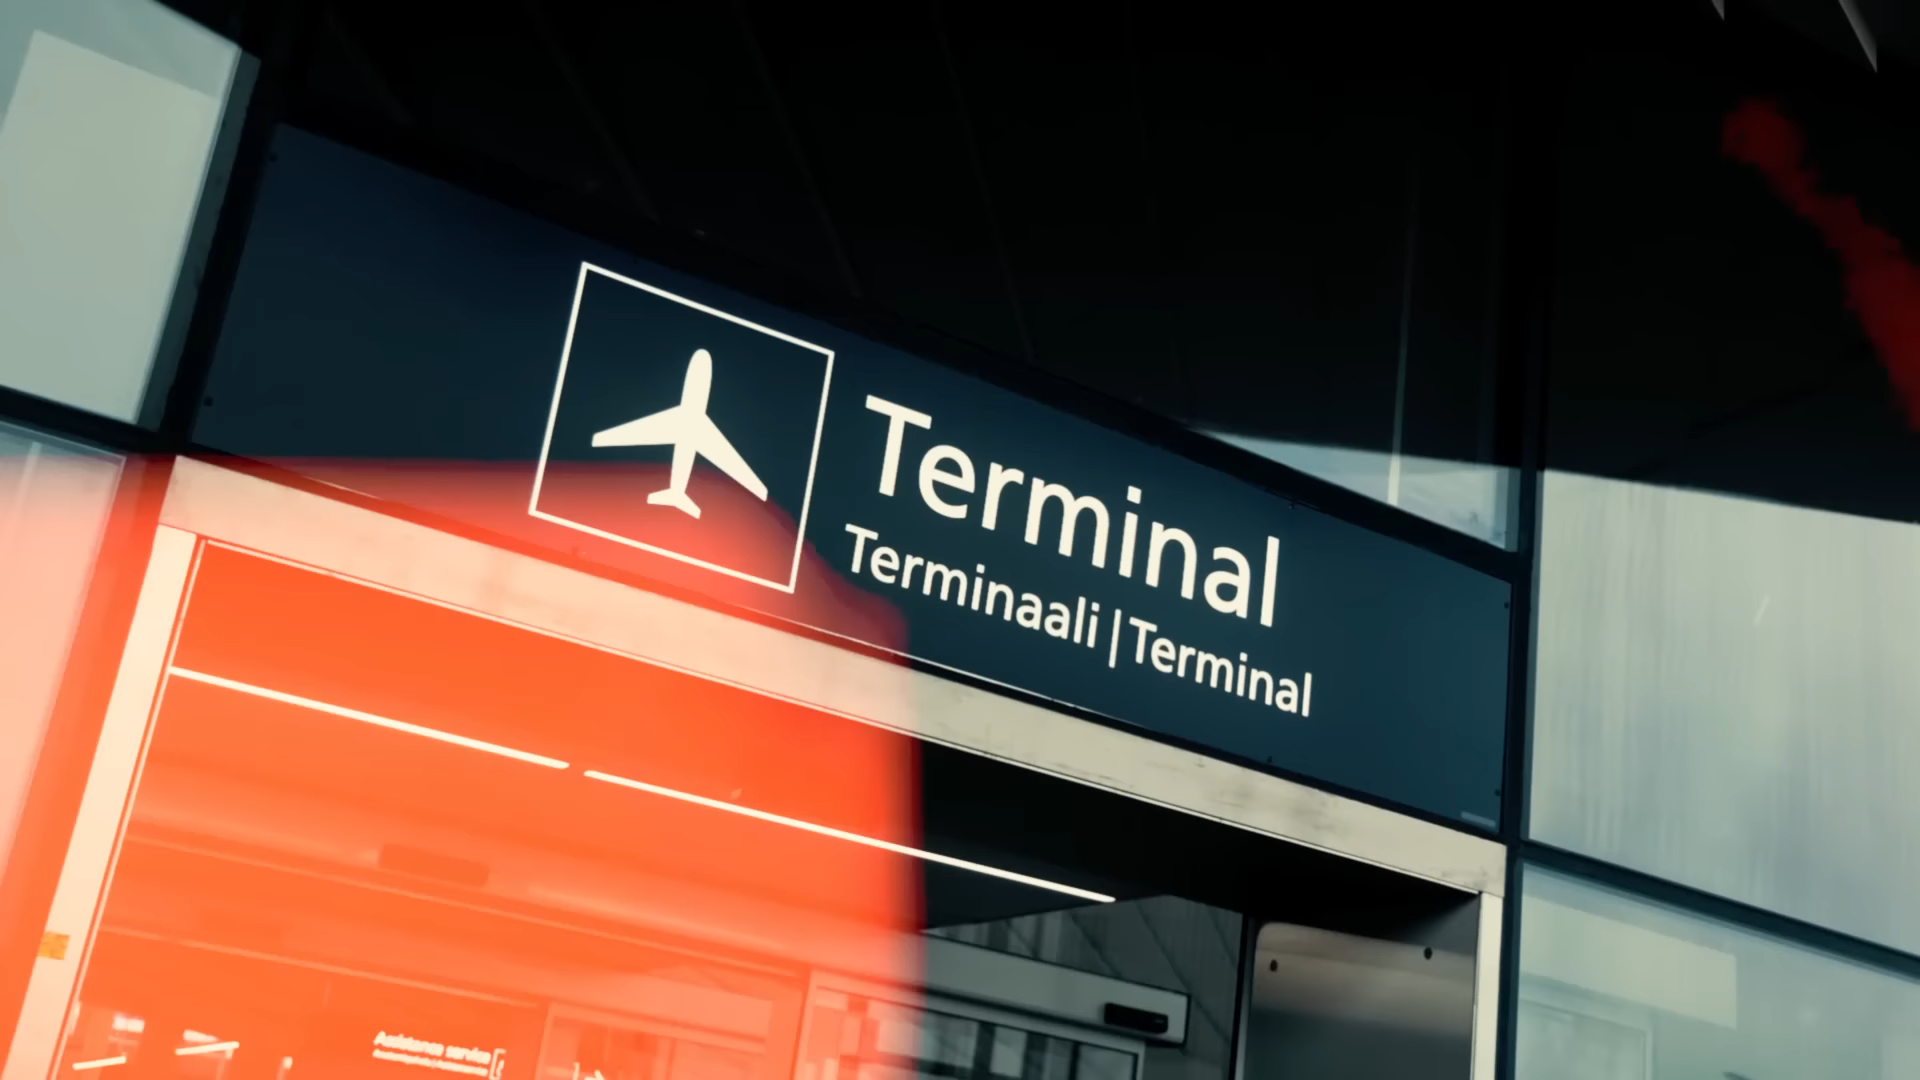 Terminal
Terminaali | Terminal
Assistance service